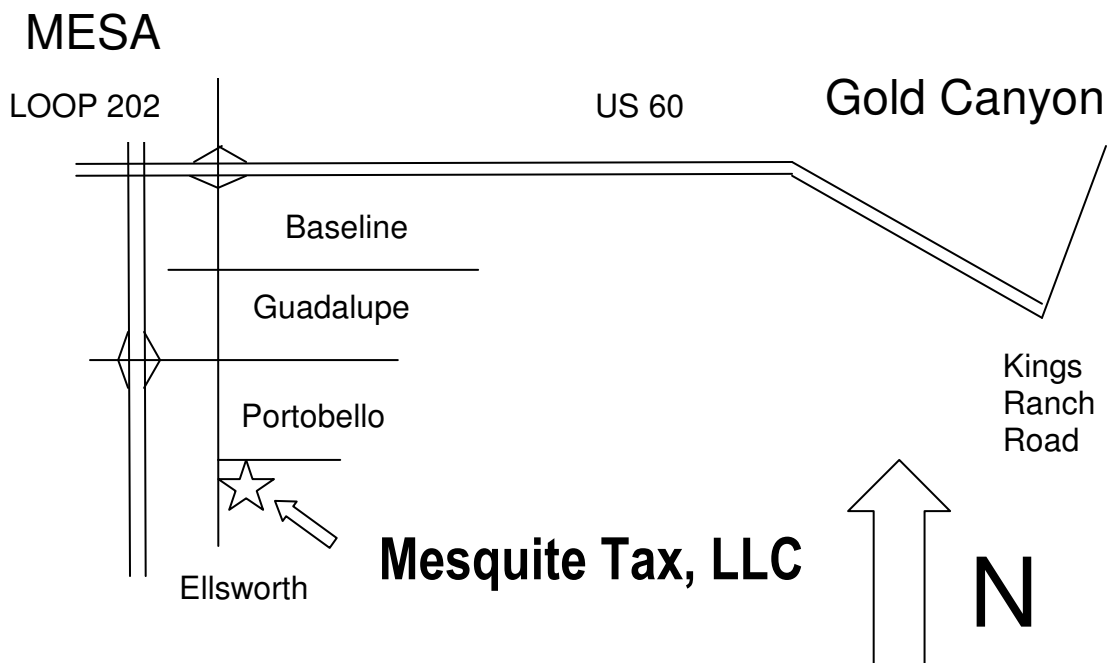 MESA
LOOP 202
US 60
Gold Canyon
Baseline
Guadalupe
Kings
Ranch
Road
Portobello
Mesquite Tax, LLC
N
Ellsworth